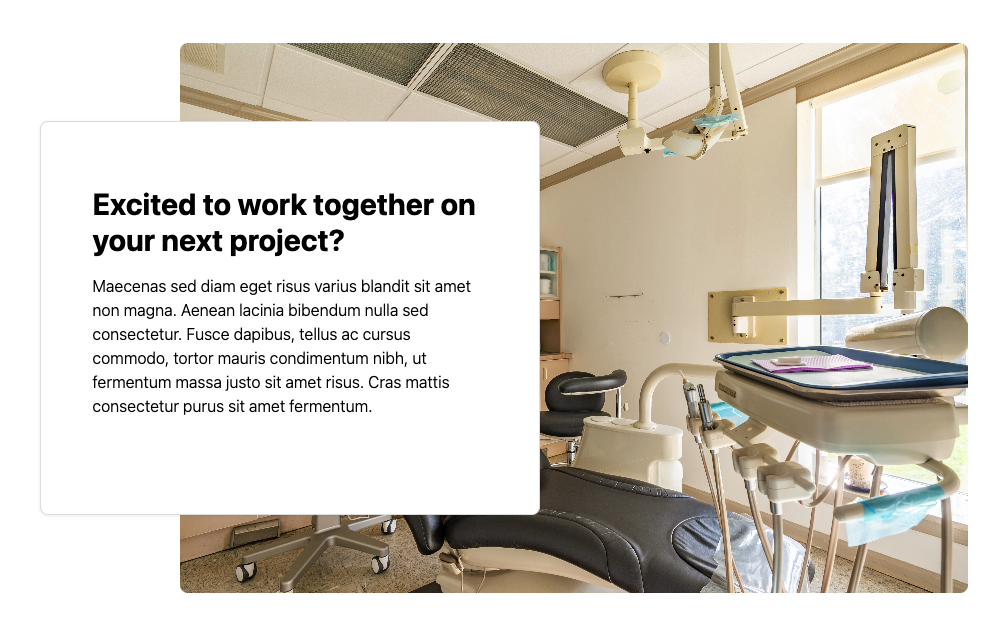 Excited to work together on
your next project?
Maecenas sed diam eget risus varius blandit sit amet
non magna. Aenean lacinia bibendum nulla sed
consectetur. Fusce dapibus, tellus ac cursus
commodo, tortor mauris condimentum nibh, ut
fermentum massa justo sit amet risus. Cras mattis
consectetur purus sit amet fermentum.